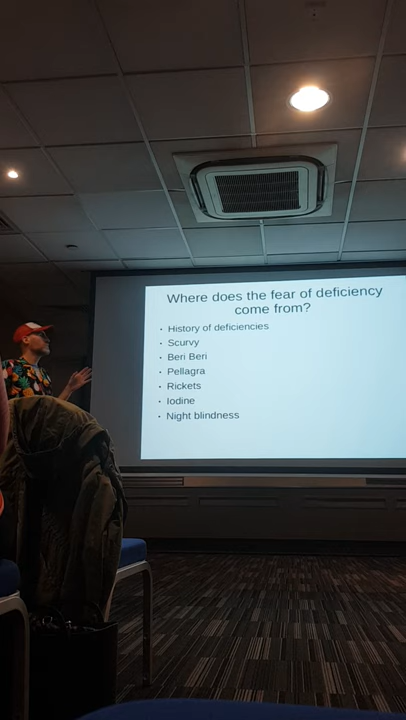 Where does the fear of deficiency
come from?
• History of deficiencies
• Scurvy
• Beri Beri
• Pellagra
• Rickets
• Iodine
• Night blindness